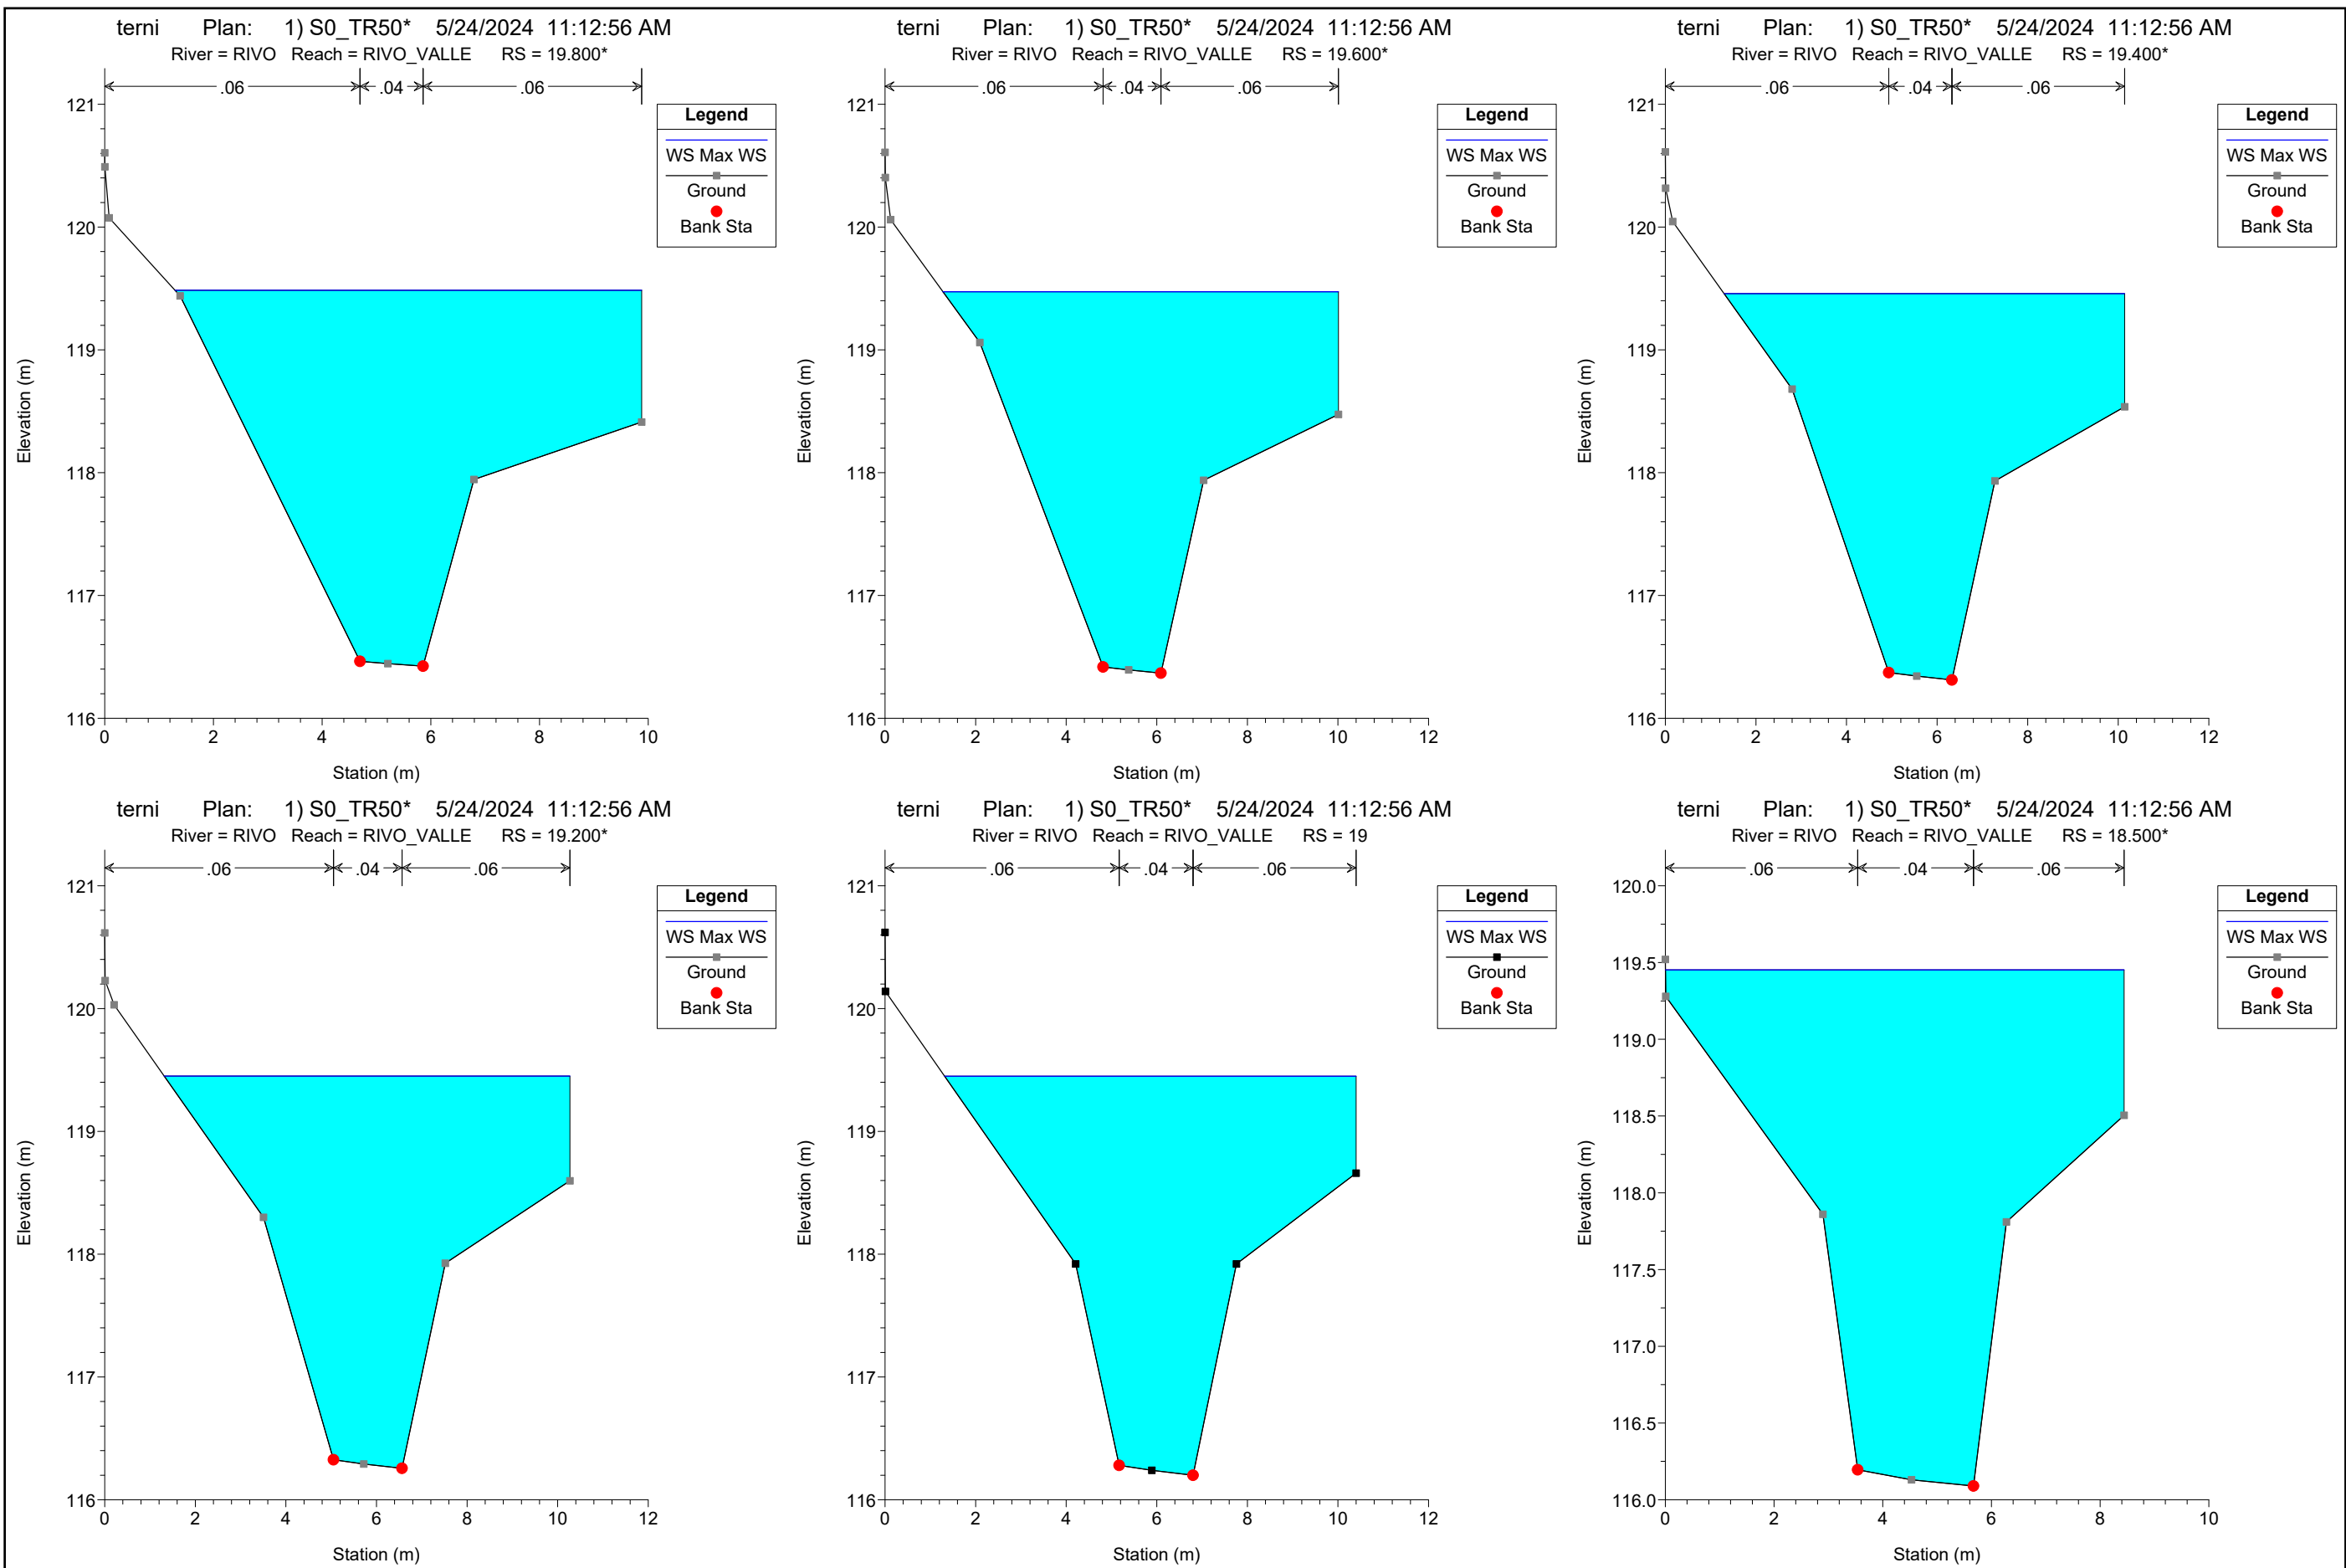 terni Plan: 1) S0_TR50* 5/24/2024 11:12:56 AM
River = RIVO Reach = RIVO_VALLE RS = 19.800*
.06 .04 .06
121
120
119
118
117
116
Elevation (m)
0 2 4 6 8 10
Station (m)
Legend
WS Max WS
Ground
Bank Sta
terni Plan: 1) S0_TR50* 5/24/2024 11:12:56 AM
River = RIVO Reach = RIVO_VALLE RS = 19.600*
.06 .04 .06
121
120
119
118
117
116
Elevation (m)
0 2 4 6 8 10 12
Station (m)
Legend
WS Max WS
Ground
Bank Sta
terni Plan: 1) S0_TR50* 5/24/2024 11:12:56 AM
River = RIVO Reach = RIVO_VALLE RS = 19.400*
.06 .04 .06
121
120
119
118
117
116
Elevation (m)
0 2 4 6 8 10 12
Station (m)
Legend
WS Max WS
Ground
Bank Sta
terni Plan: 1) S0_TR50* 5/24/2024 11:12:56 AM
River = RIVO Reach = RIVO_VALLE RS = 19.200*
.06 .04 .06
121
120
119
118
117
116
Elevation (m)
0 2 4 6 8 10 12
Station (m)
Legend
WS Max WS
Ground
Bank Sta
terni Plan: 1) S0_TR50* 5/24/2024 11:12:56 AM
River = RIVO Reach = RIVO_VALLE RS = 19
.06 .04 .06
121
120
119
118
117
116
Elevation (m)
0 2 4 6 8 10 12
Station (m)
Legend
WS Max WS
Ground
Bank Sta
terni Plan: 1) S0_TR50* 5/24/2024 11:12:56 AM
River = RIVO Reach = RIVO_VALLE RS = 18.500*
.06 .04 .06
120.0
119.5
119.0
118.5
118.0
117.5
117.0
116.5
116.0
Elevation (m)
0 2 4 6 8 10
Station (m)
Legend
WS Max WS
Ground
Bank Sta